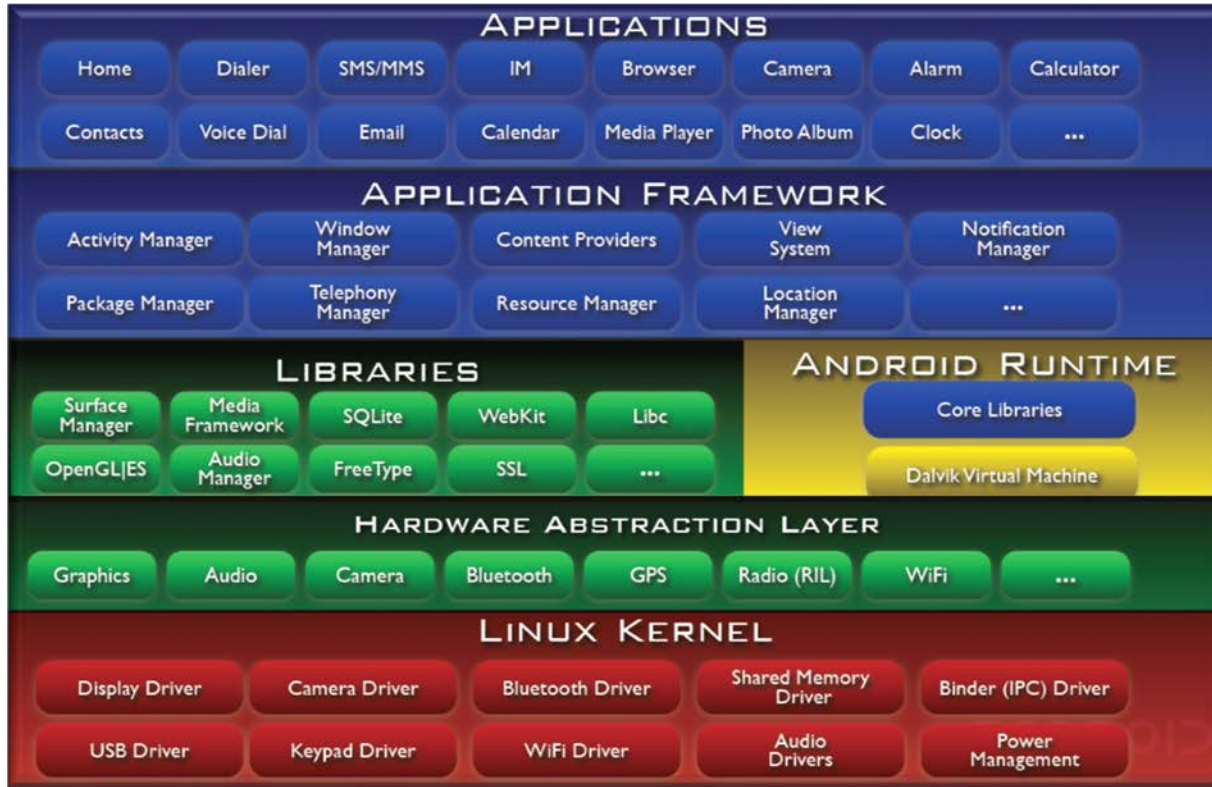 APPLICATIONS
Home Dialer SMS/MMS IM Browser Camera Alarm Calculator
Contacts Voice Dial Email Calendar Media Player Photo Album Clock ...
APPLICATION FRAMEWORK
Activity Manager Window Manager Content Providers View System Notification Manager
Package Manager Telephony Manager Resource Manager Location Manager ...
LIBRARIES
Surface Manager Media Framework SQLite WebKit Libc
OpenGL|ES Audio Manager FreeType SSL ...
ANDROID RUNTIME
Core Libraries
Dalvik Virtual Machine
HARDWARE ABSTRACTION LAYER
Graphics Audio Camera Bluetooth GPS Radio (RIL) WiFi ...
LINUX KERNEL
Display Driver Camera Driver Bluetooth Driver Shared Memory Driver Binder (IPC) Driver
USB Driver Keypad Driver WiFi Driver Audio Drivers Power Management